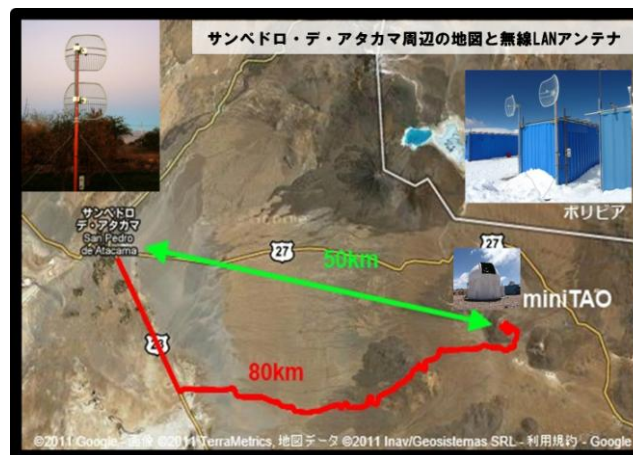 サンペドロ・デ・アタカマ周辺の地図と無線LANアンテナ
ボリビア
サンペドロ
デ・アタカマ
San Pedro
de Atacama
27
27
50km
miniTAO
23
80km
©2011 Google - 画像 ©2011 TerraMetrics, 地図データ ©2011 Inav/Geosistemas SRL - 利用規約 - Google